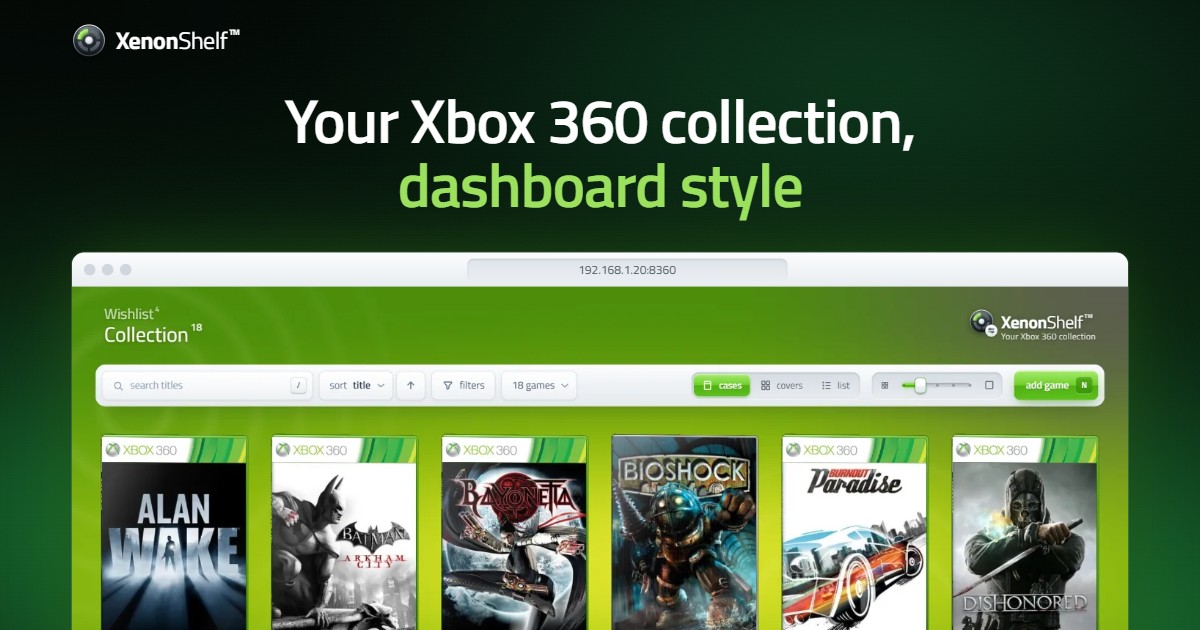 XenonShelf™
Your Xbox 360 collection,
dashboard style
192.168.1.20:8360
Wishlist 4
Collection 18
XenonShelf™
Your Xbox 360 collection
search titles /
sort title
filters
18 games
cases
covers
list
add game N
XBOX 360
XBOX 360
XBOX 360
XBOX 360
XBOX 360
ALAN
WAKE
BATMAN
ARKHAM
CITY
BAYONETTA
BIOSHOCK
BURNOUT
Paradise
DISHONORED